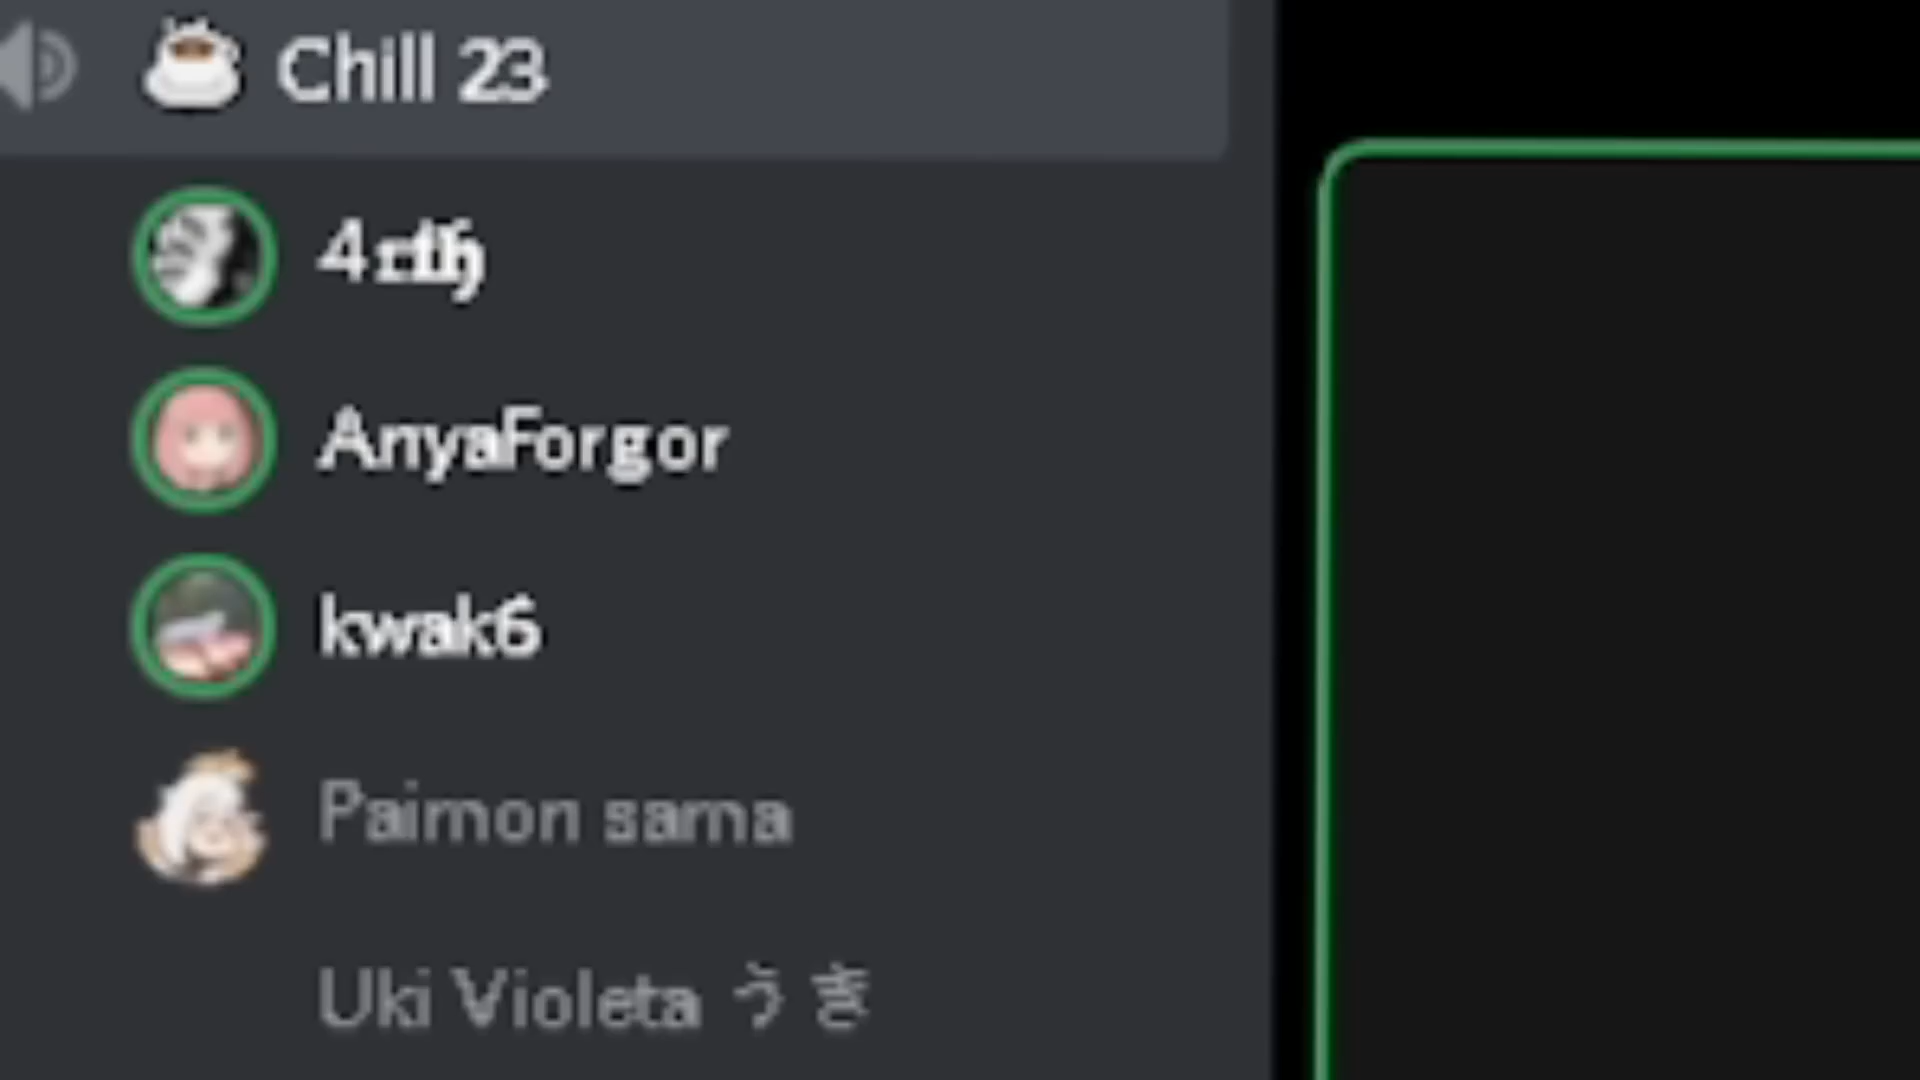 Chill 23
AnyaForgor
kwak6
Paimon sama
Uki Violeta うき